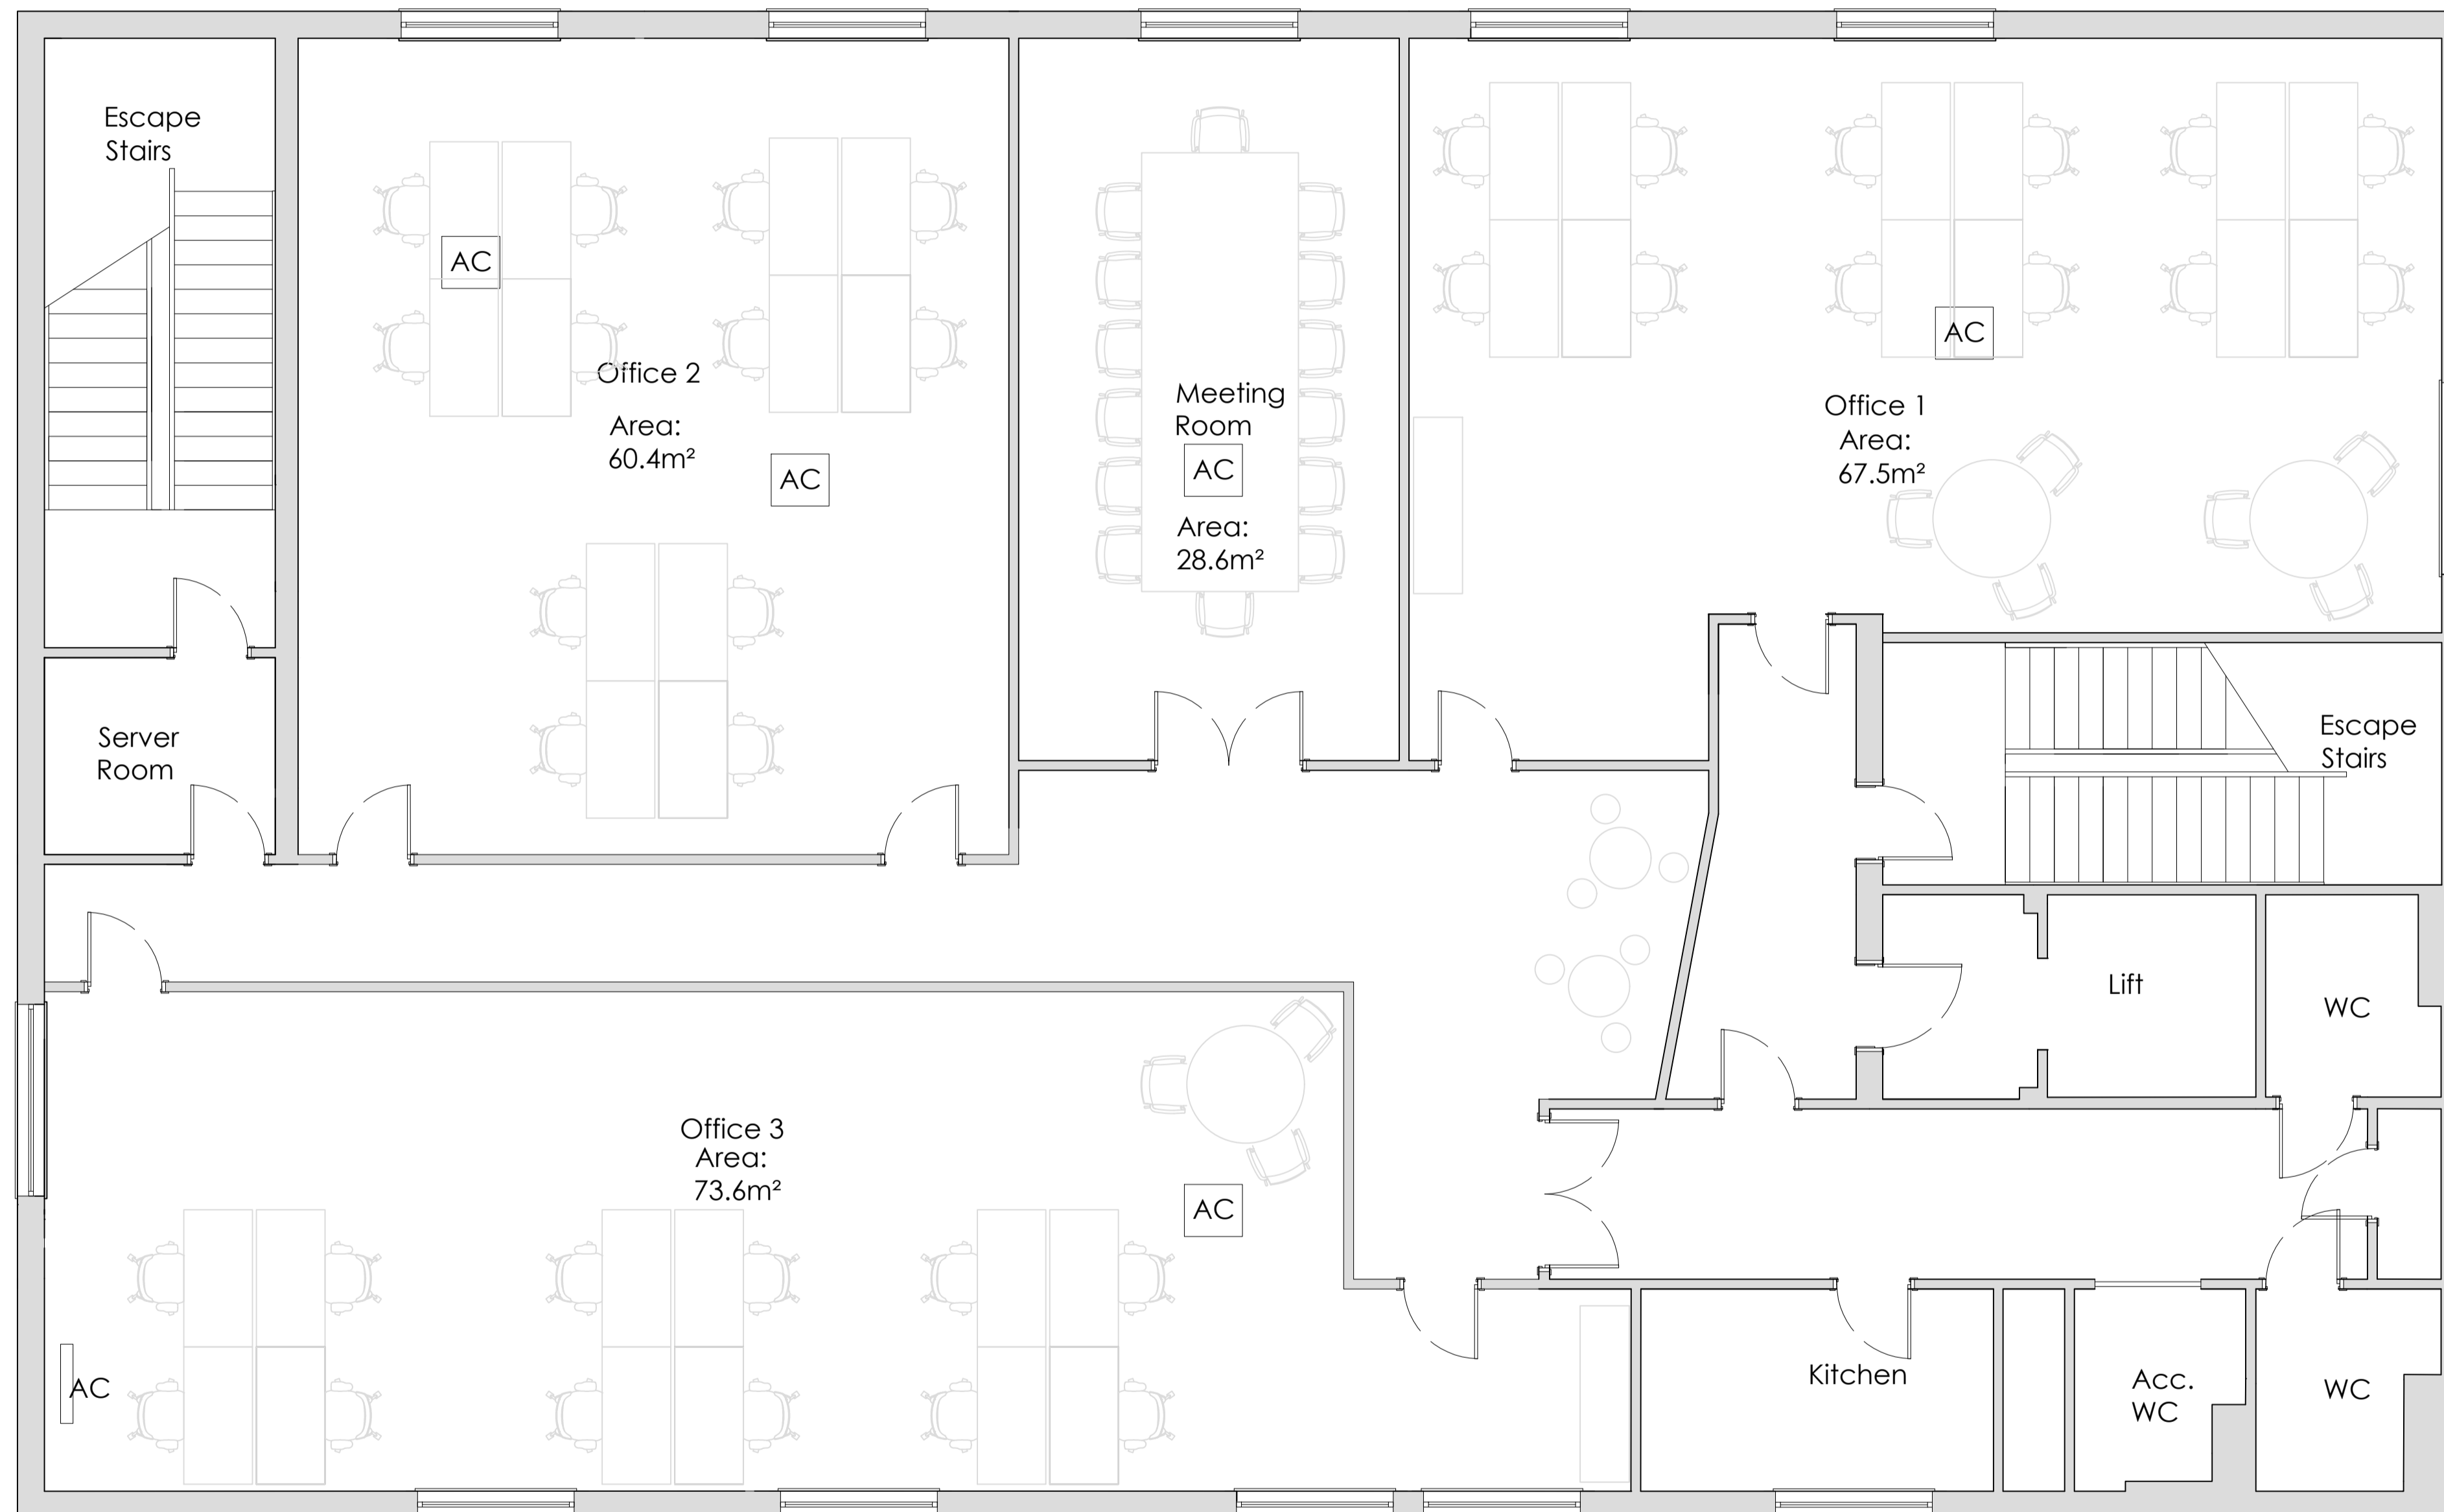 Escape
Stairs
AC
Office 2
Area:
60.4m²
AC
Meeting
Room
AC
Area:
28.6m²
AC
Office 1
Area:
67.5m²
Server
Room
Escape
Stairs
Lift
WC
Office 3
Area:
73.6m²
AC
AC
Kitchen
Acc.
WC
WC